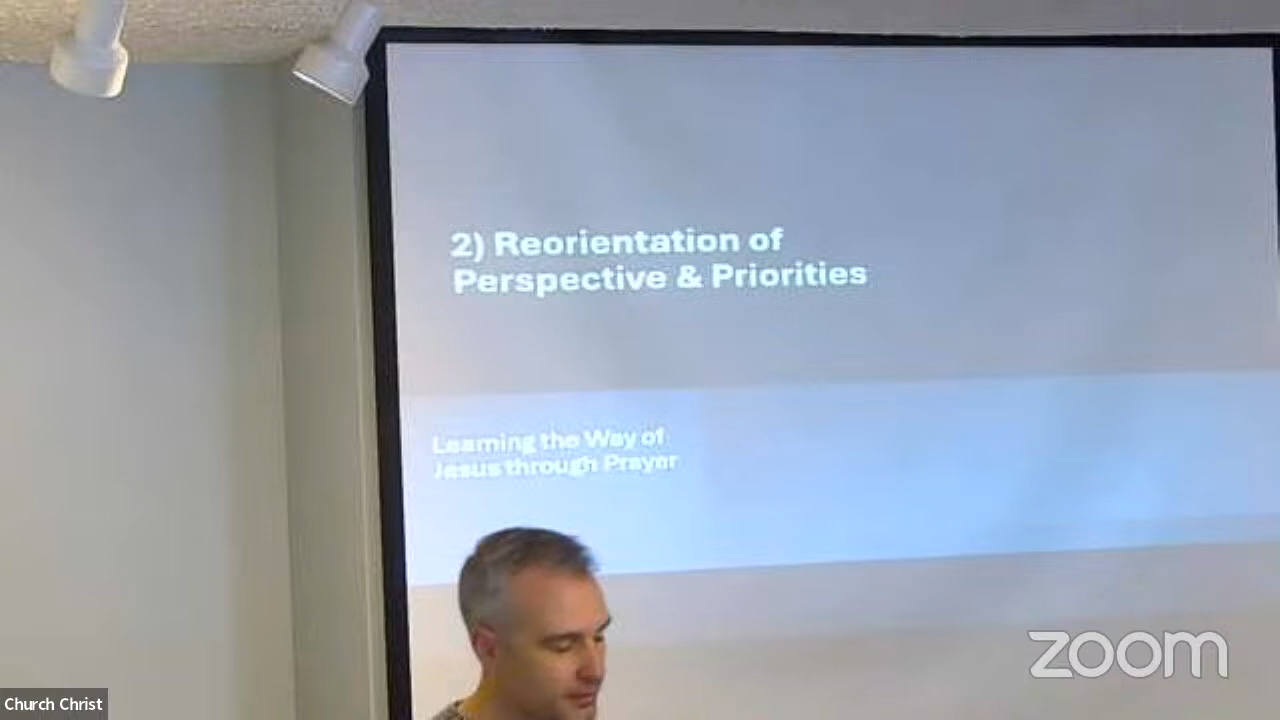 2) Reorientation of
Perspective & Priorities
Learning the Way of
Jesus through Prayer
zoom
Church Christ